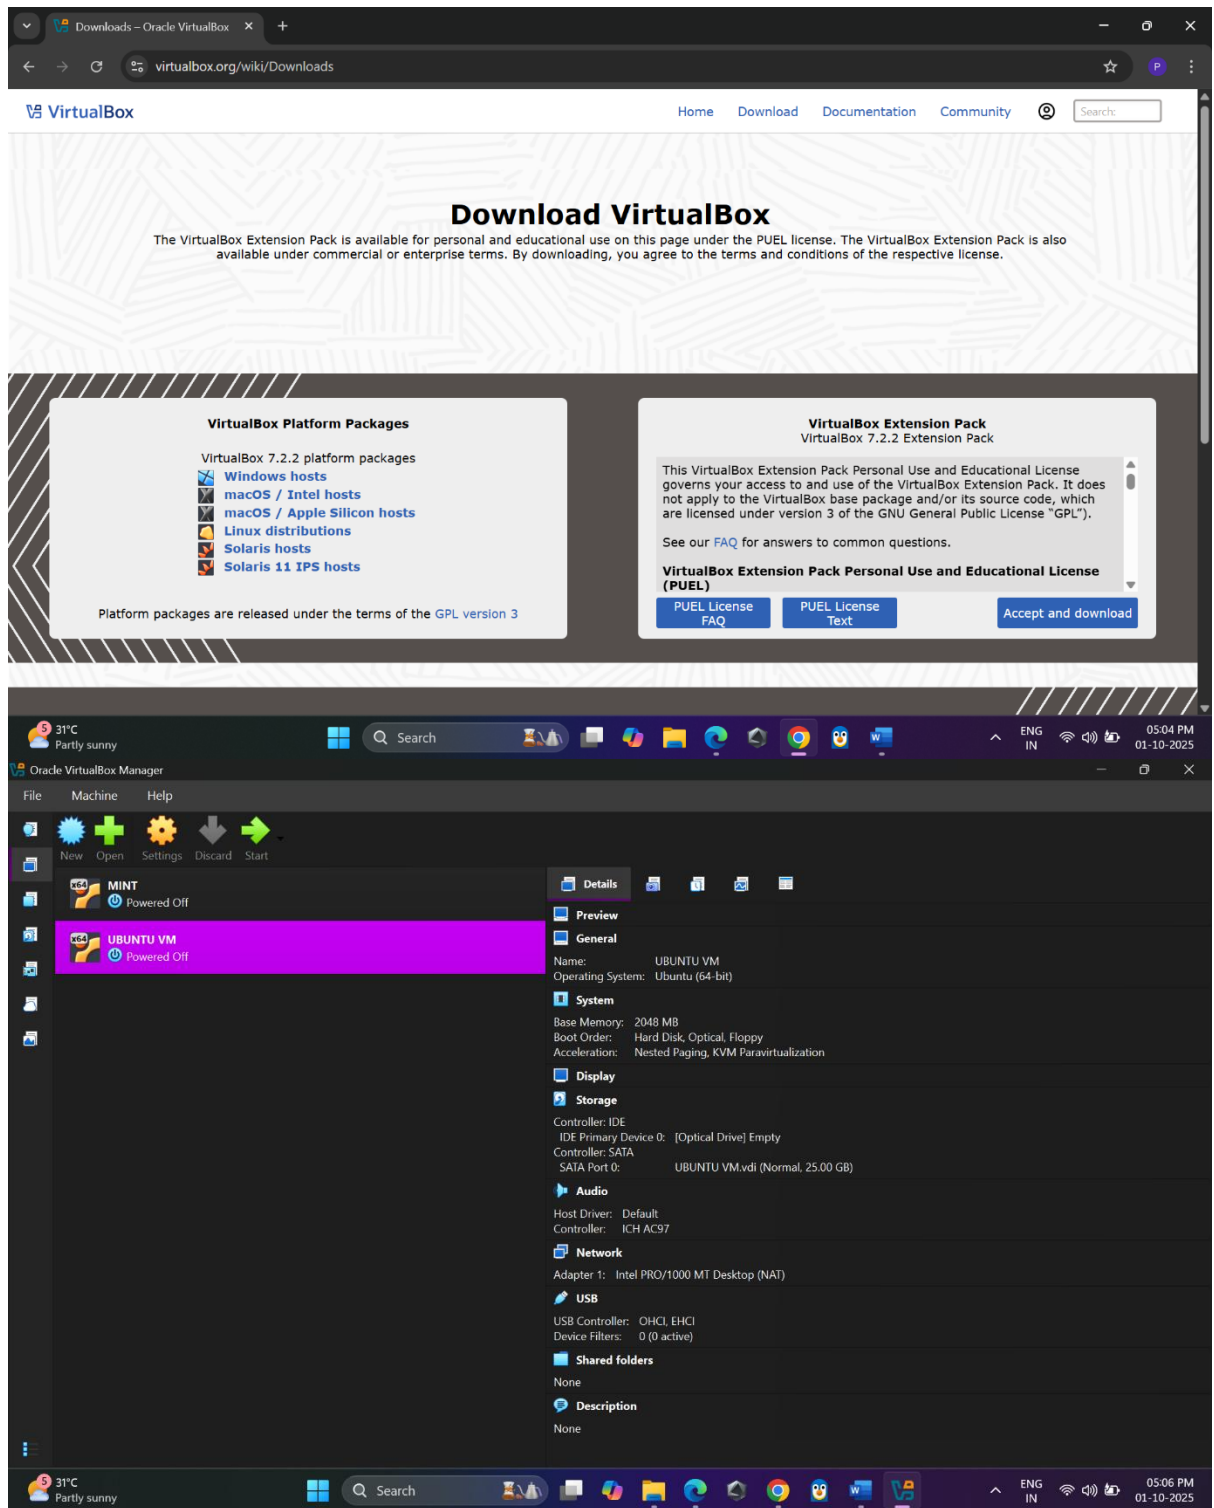 Downloads – Oracle VirtualBox
virtualbox.org/wiki/Downloads
P
VirtualBox
Home Download Documentation Community Search:
Download VirtualBox
The VirtualBox Extension Pack is available for personal and educational use on this page under the PUEL license. The VirtualBox Extension Pack is also
available under commercial or enterprise terms. By downloading, you agree to the terms and conditions of the respective license.
VirtualBox Platform Packages
VirtualBox 7.2.2 platform packages
Windows hosts
macOS / Intel hosts
macOS / Apple Silicon hosts
Linux distributions
Solaris hosts
Solaris 11 IPS hosts
Platform packages are released under the terms of the GPL version 3
VirtualBox Extension Pack
VirtualBox 7.2.2 Extension Pack
This VirtualBox Extension Pack Personal Use and Educational License
governs your access to and use of the VirtualBox Extension Pack. It does
not apply to the VirtualBox base package and/or its source code, which
are licensed under version 3 of the GNU General Public License "GPL").
See our FAQ for answers to common questions.
VirtualBox Extension Pack Personal Use and Educational License
(PUEL)
PUEL License
FAQ
PUEL License
Text
Accept and download
5
31°C
Partly sunny
Search
W
ENG
IN
05:04 PM
01-10-2025
Oracle VirtualBox Manager
File Machine Help
New Open Settings Discard Start
x64
MINT
Powered Off
x64
UBUNTU VM
Powered Off
Details
Preview
General
Name: UBUNTU VM
Operating System: Ubuntu (64-bit)
System
Base Memory: 2048 MB
Boot Order: Hard Disk, Optical, Floppy
Acceleration: Nested Paging, KVM Paravirtualization
Display
Storage
Controller: IDE
IDE Primary Device 0: [Optical Drive] Empty
Controller: SATA
SATA Port 0: UBUNTU VM.vdi (Normal, 25.00 GB)
Audio
Host Driver: Default
Controller: ICH AC97
Network
Adapter 1: Intel PRO/1000 MT Desktop (NAT)
USB
USB Controller: OHCI, EHCI
Device Filters: 0 (0 active)
Shared folders
None
Description
None
5
31°C
Partly sunny
Search
W
ENG
IN
05:06 PM
01-10-2025